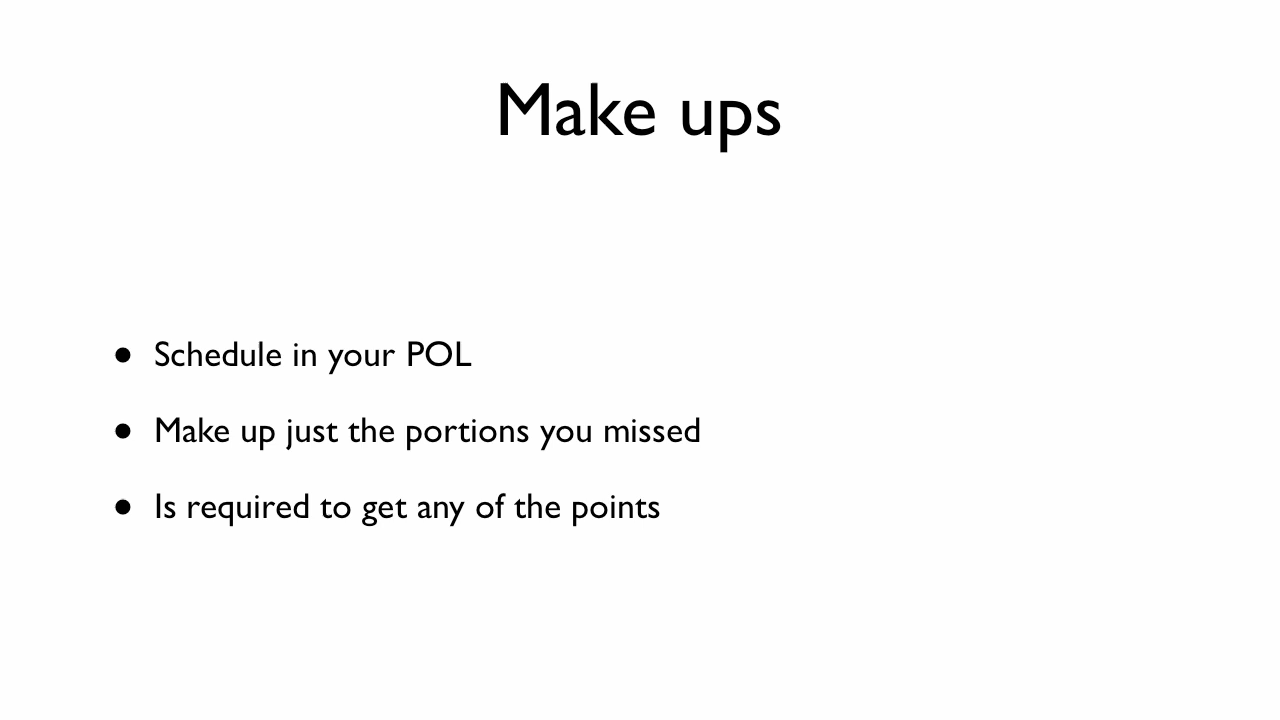 Make ups
• Schedule in your POL
• Make up just the portions you missed
• Is required to get any of the points